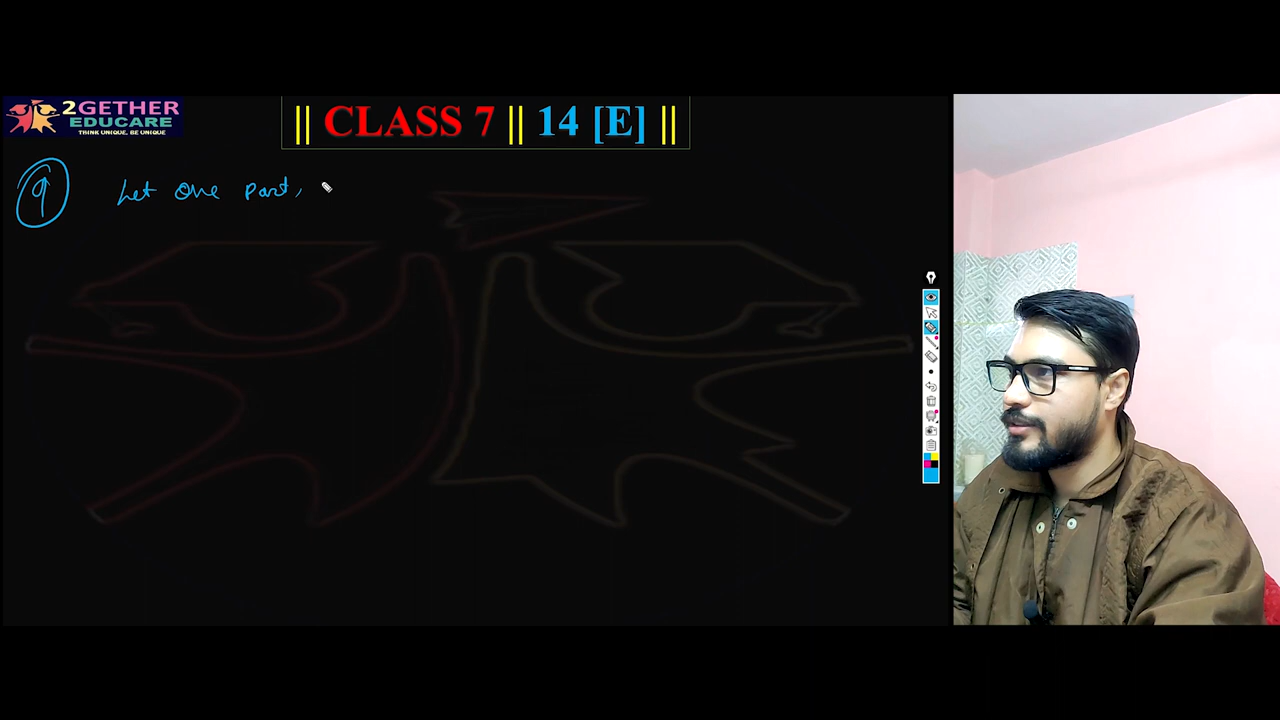 2GETHER
EDUCARE
THINK UNIQUE, BE UNIQUE
|| CLASS 7 || 14 [E] ||
9 Let One part,